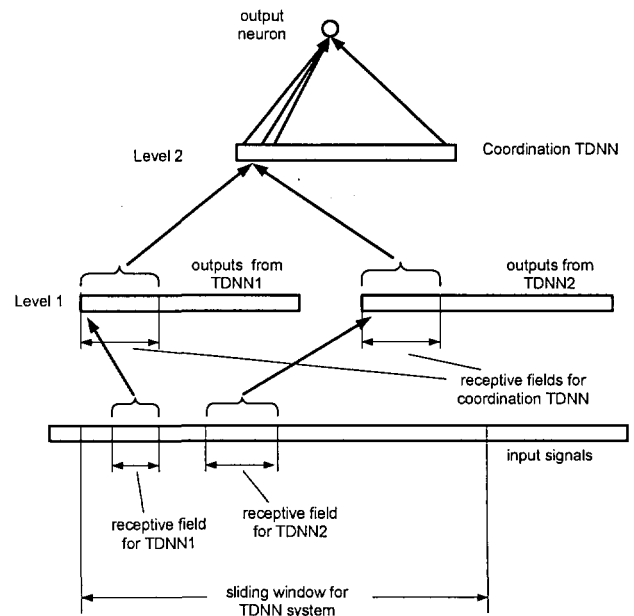 output
neuron
Level 2
Coordination TDNN
outputs from
TDNN1
outputs from
TDNN2
Level 1
receptive fields for
coordination TDNN
input signals
receptive field
for TDNN1
receptive field
for TDNN2
sliding window for
TDNN system